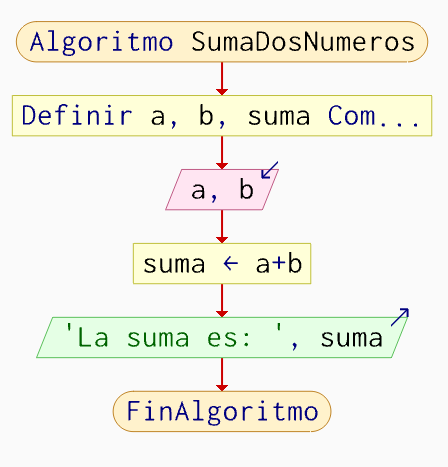 Algoritmo SumaDosNumeros
Definir a, b, suma Com...
a, b
suma ← a+b
'La suma es: ', suma
FinAlgoritmo